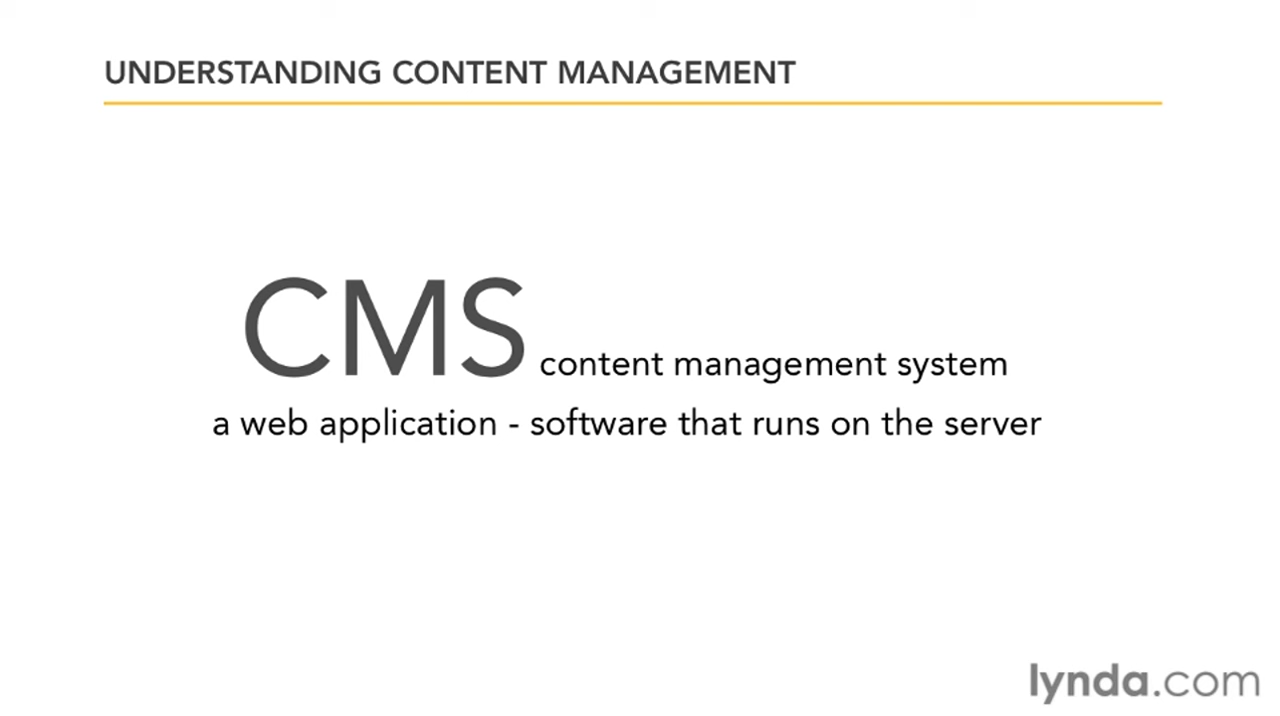 UNDERSTANDING CONTENT MANAGEMENT
CMS content management system
a web application - software that runs on the server
lynda.com